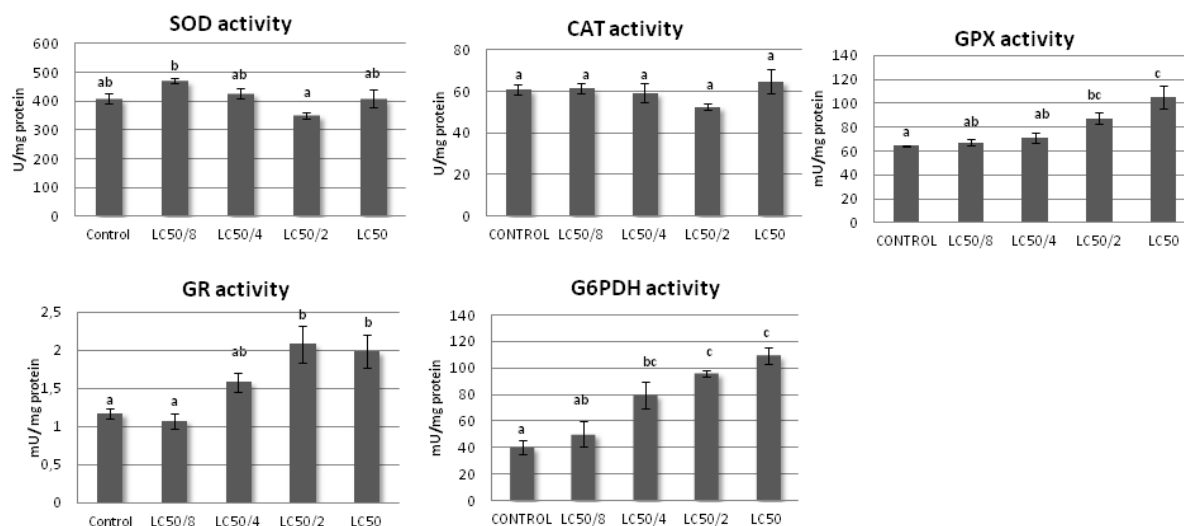 SOD activity
U/mg protein
600
500
400
300
200
100
0
ab
b
ab
a
ab
Control LC50/8 LC50/4 LC50/2 LC50
CAT activity
U/mg protein
80
60
40
20
0
a
a
a
a
a
CONTROL LC50/8 LC50/4 LC50/2 LC50
GPX activity
mU/mg protein
140
120
100
80
60
40
20
0
a
ab
ab
bc
c
CONTROL LC50/8 LC50/4 LC50/2 LC50
GR activity
mU/mg protein
2,5
2
1,5
1
0,5
0
a
a
ab
b
b
Control LC50/8 LC50/4 LC50/2 LC50
G6PDH activity
mU/mg protein
140
120
100
80
60
40
20
0
a
ab
bc
c
c
CONTROL LC50/8 LC50/4 LC50/2 LC50